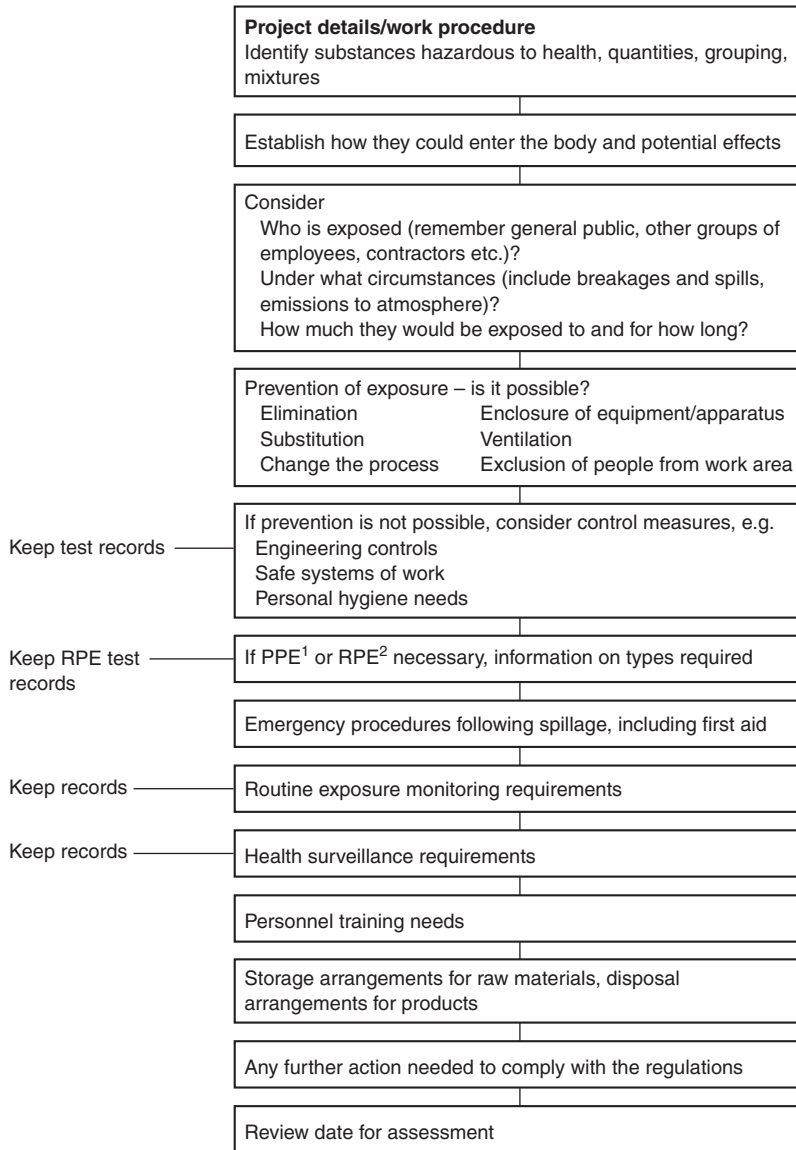 Project details/work procedure
Identify substances hazardous to health, quantities, grouping,
mixtures
Establish how they could enter the body and potential effects
Consider
Who is exposed (remember general public, other groups of
employees, contractors etc.)?
Under what circumstances (include breakages and spills,
emissions to atmosphere)?
How much they would be exposed to and for how long?
Prevention of exposure – is it possible?
Elimination Enclosure of equipment/apparatus
Substitution Ventilation
Change the process Exclusion of people from work area
Keep test records
If prevention is not possible, consider control measures, e.g.
Engineering controls
Safe systems of work
Personal hygiene needs
Keep RPE test
records
If PPE¹ or RPE² necessary, information on types required
Emergency procedures following spillage, including first aid
Keep records
Routine exposure monitoring requirements
Keep records
Health surveillance requirements
Personnel training needs
Storage arrangements for raw materials, disposal
arrangements for products
Any further action needed to comply with the regulations
Review date for assessment